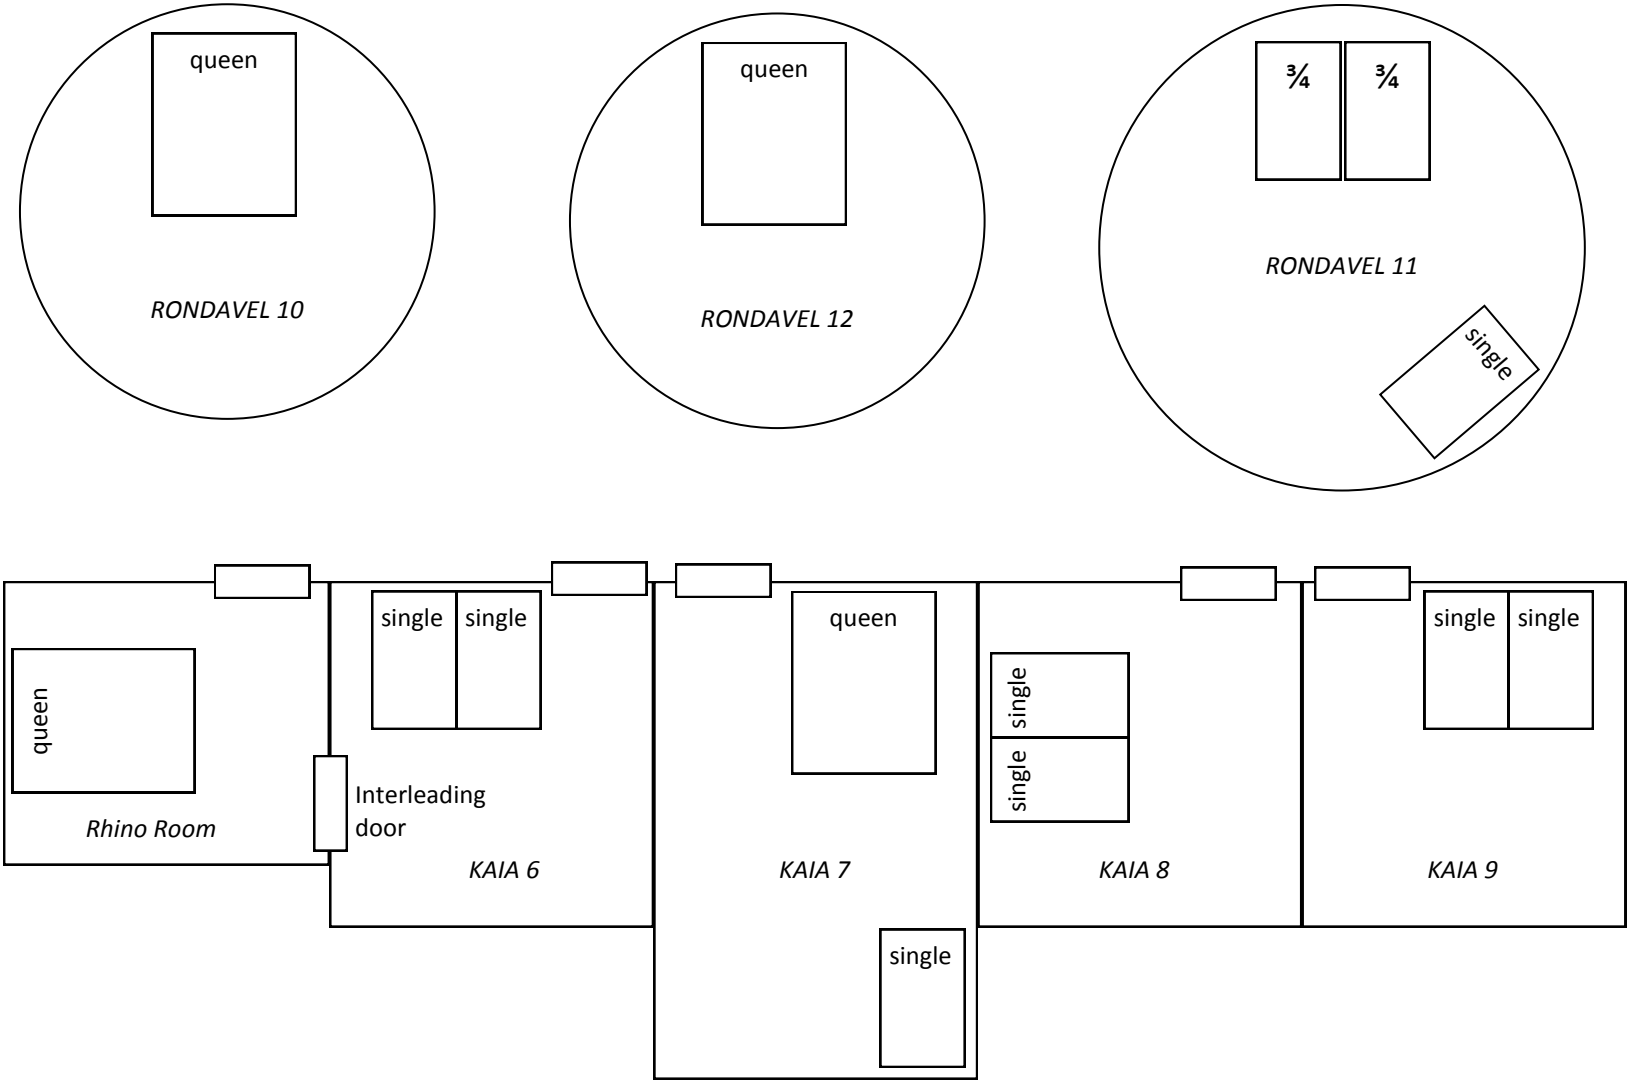 queen
RONDAVEL 10
queen
RONDAVEL 12
¾ ¾
RONDAVEL 11
single
queen
Rhino Room
single single
Interleading
door
KAIA 6
queen
KAIA 7
single
single
single
KAIA 8
single single
KAIA 9